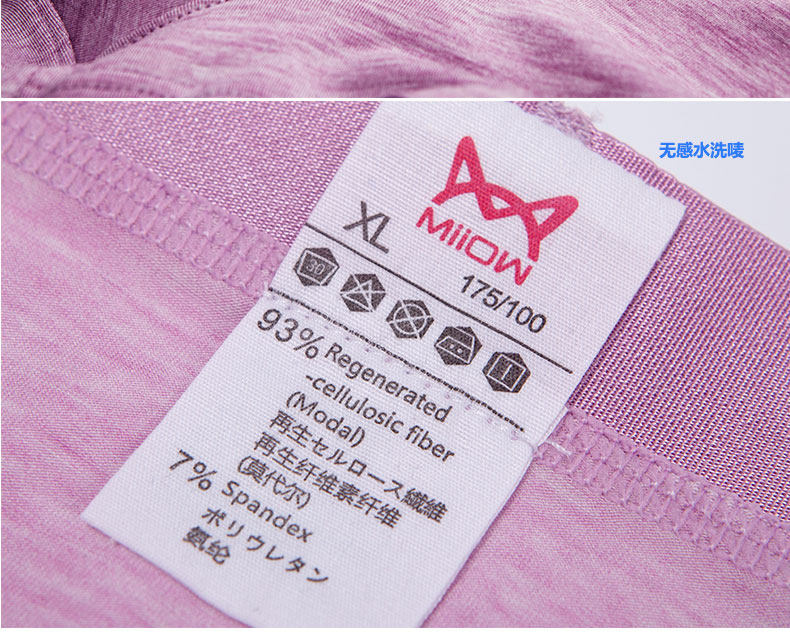 无感水洗唛
MiiOW
XL
175/100
30
93% Regenerated
-cellulosic fiber
(Modal)
再生セルロース繊維
再生纤维素纤维
(莫代尔)
7% Spandex
ポリウレタン
氨纶